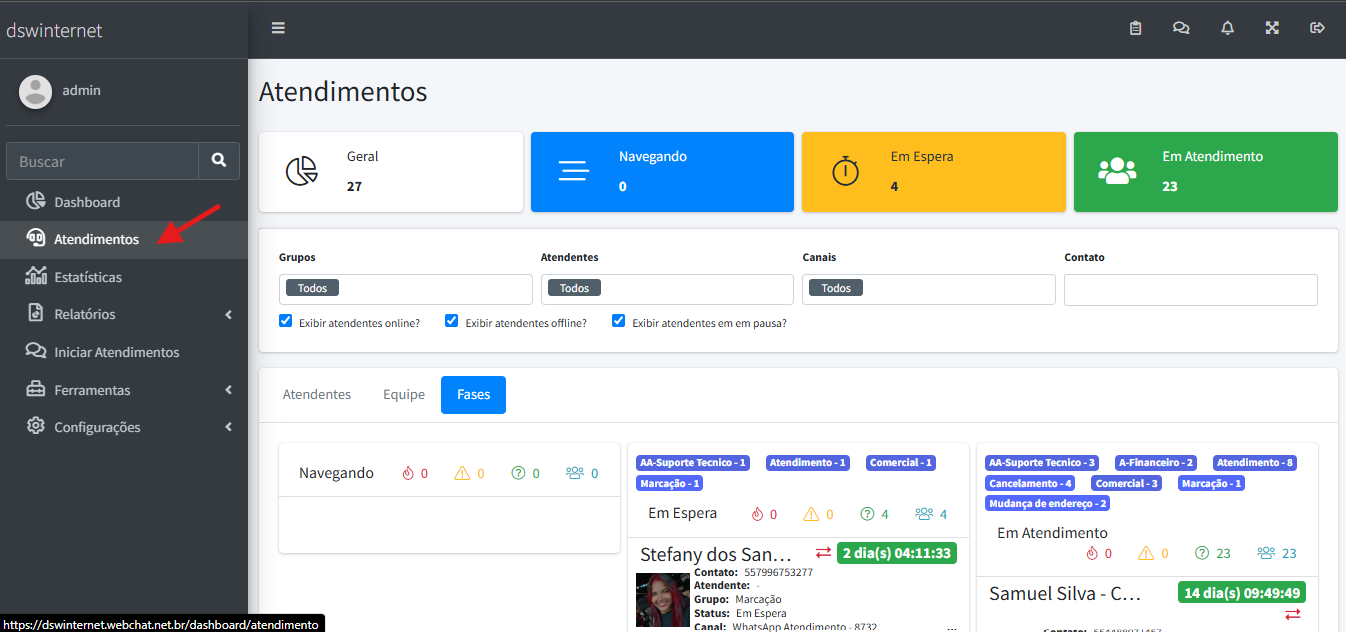 dswinternet
admin
Buscar
Dashboard
Atendimentos
Estatísticas
Relatórios
Iniciar Atendimentos
Ferramentas
Configurações
https://dswinternet.webchat.net.br/dashboard/atendimento
Atendimentos
Geral
27
Navegando
0
Em Espera
4
Em Atendimento
23
Grupos Atendentes Canais Contato
Todos Todos Todos
Exibir atendentes online? Exibir atendentes offline? Exibir atendentes em em pausa?
Atendentes Equipe Fases
Navegando 0 0 0 0
AA-Suporte Tecnico - 1 Atendimento - 1 Comercial - 1
Marcação - 1
Em Espera 0 0 4 4
Stefany dos San... 2 dia(s) 04:11:33
Contato: 557996753277
Atendente: -
Grupo: Marcação
Status: Em Espera
Canal: WhatsApp Atendimento - 8732 ...
AA-Suporte Tecnico - 3 A-Financeiro - 2 Atendimento - 8
Cancelamento - 4 Comercial - 3 Marcação - 1
Mudança de endereço - 2
Em Atendimento
0 0 23 23
Samuel Silva - C... 14 dia(s) 09:49:49